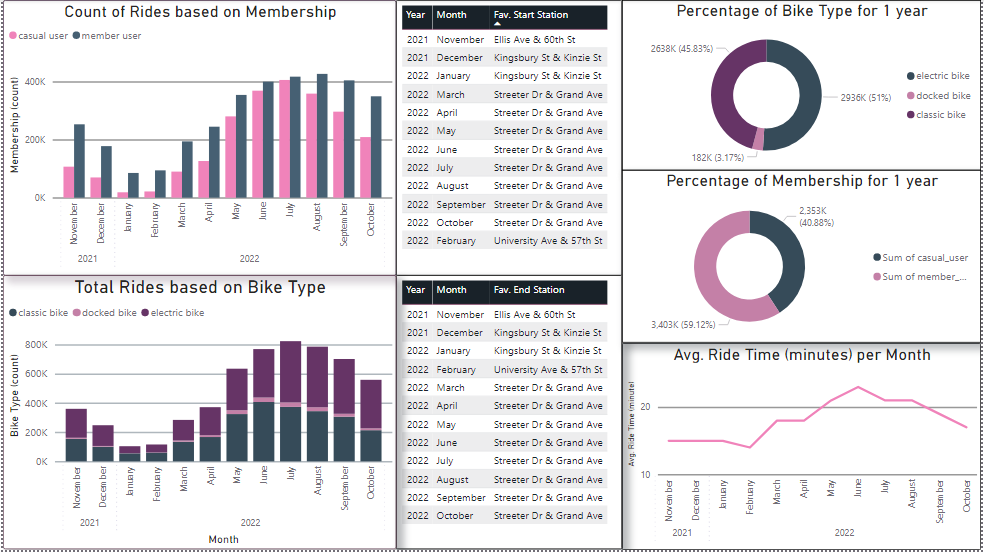 Count of Rides based on Membership
casual user member user
Membership (count)
400K
200K
0K
November
December
January
February
March
April
May
June
July
August
September
October
2021 2022
Total Rides based on Bike Type
classic bike docked bike electric bike
Bike Type (count)
800K
600K
400K
200K
0K
November
December
January
February
March
April
May
June
July
August
September
October
2021 2022
Month
Year Month Fav. Start Station
2021 November Ellis Ave & 60th St
2021 December Kingsbury St & Kinzie St
2022 January Kingsbury St & Kinzie St
2022 March Streeter Dr & Grand Ave
2022 April Streeter Dr & Grand Ave
2022 May Streeter Dr & Grand Ave
2022 June Streeter Dr & Grand Ave
2022 July Streeter Dr & Grand Ave
2022 August Streeter Dr & Grand Ave
2022 September Streeter Dr & Grand Ave
2022 October Streeter Dr & Grand Ave
2022 February University Ave & 57th St
Year Month Fav. End Station
2021 November Ellis Ave & 60th St
2021 December Kingsbury St & Kinzie St
2022 January Kingsbury St & Kinzie St
2022 February University Ave & 57th St
2022 March Streeter Dr & Grand Ave
2022 April Streeter Dr & Grand Ave
2022 May Streeter Dr & Grand Ave
2022 June Streeter Dr & Grand Ave
2022 July Streeter Dr & Grand Ave
2022 August Streeter Dr & Grand Ave
2022 September Streeter Dr & Grand Ave
2022 October Streeter Dr & Grand Ave
Percentage of Bike Type for 1 year
2638K (45.83%)
2936K (51%)
182K (3.17%)
electric bike
docked bike
classic bike
Percentage of Membership for 1 year
2,353K
(40.88%)
3,403K (59.12%)
Sum of casual_user
Sum of member_...
Avg. Ride Time (minutes) per Month
Avg. Ride Time (minute)
20
10
November
December
January
February
March
April
May
June
July
August
September
October
2021 2022